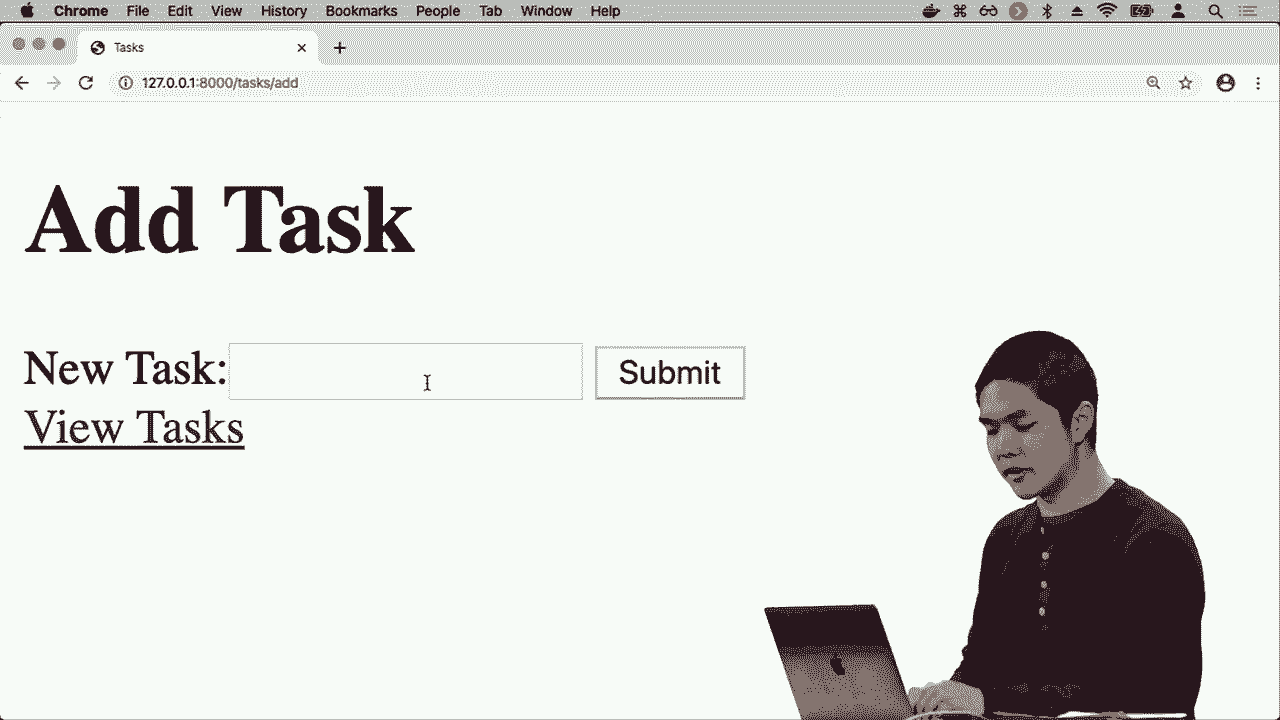 Chrome File Edit View History Bookmarks People Tab Window Help
Tasks
127.0.0.1:8000/tasks/add
Add Task
New Task: Submit
View Tasks